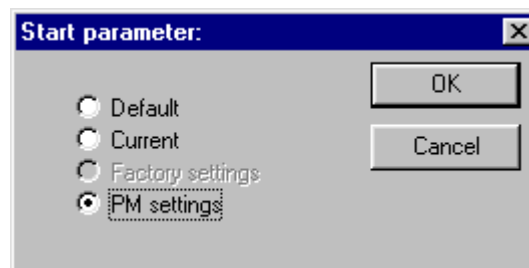 Start parameter:
OK
Default
Current
Cancel
Factory settings
PM settings